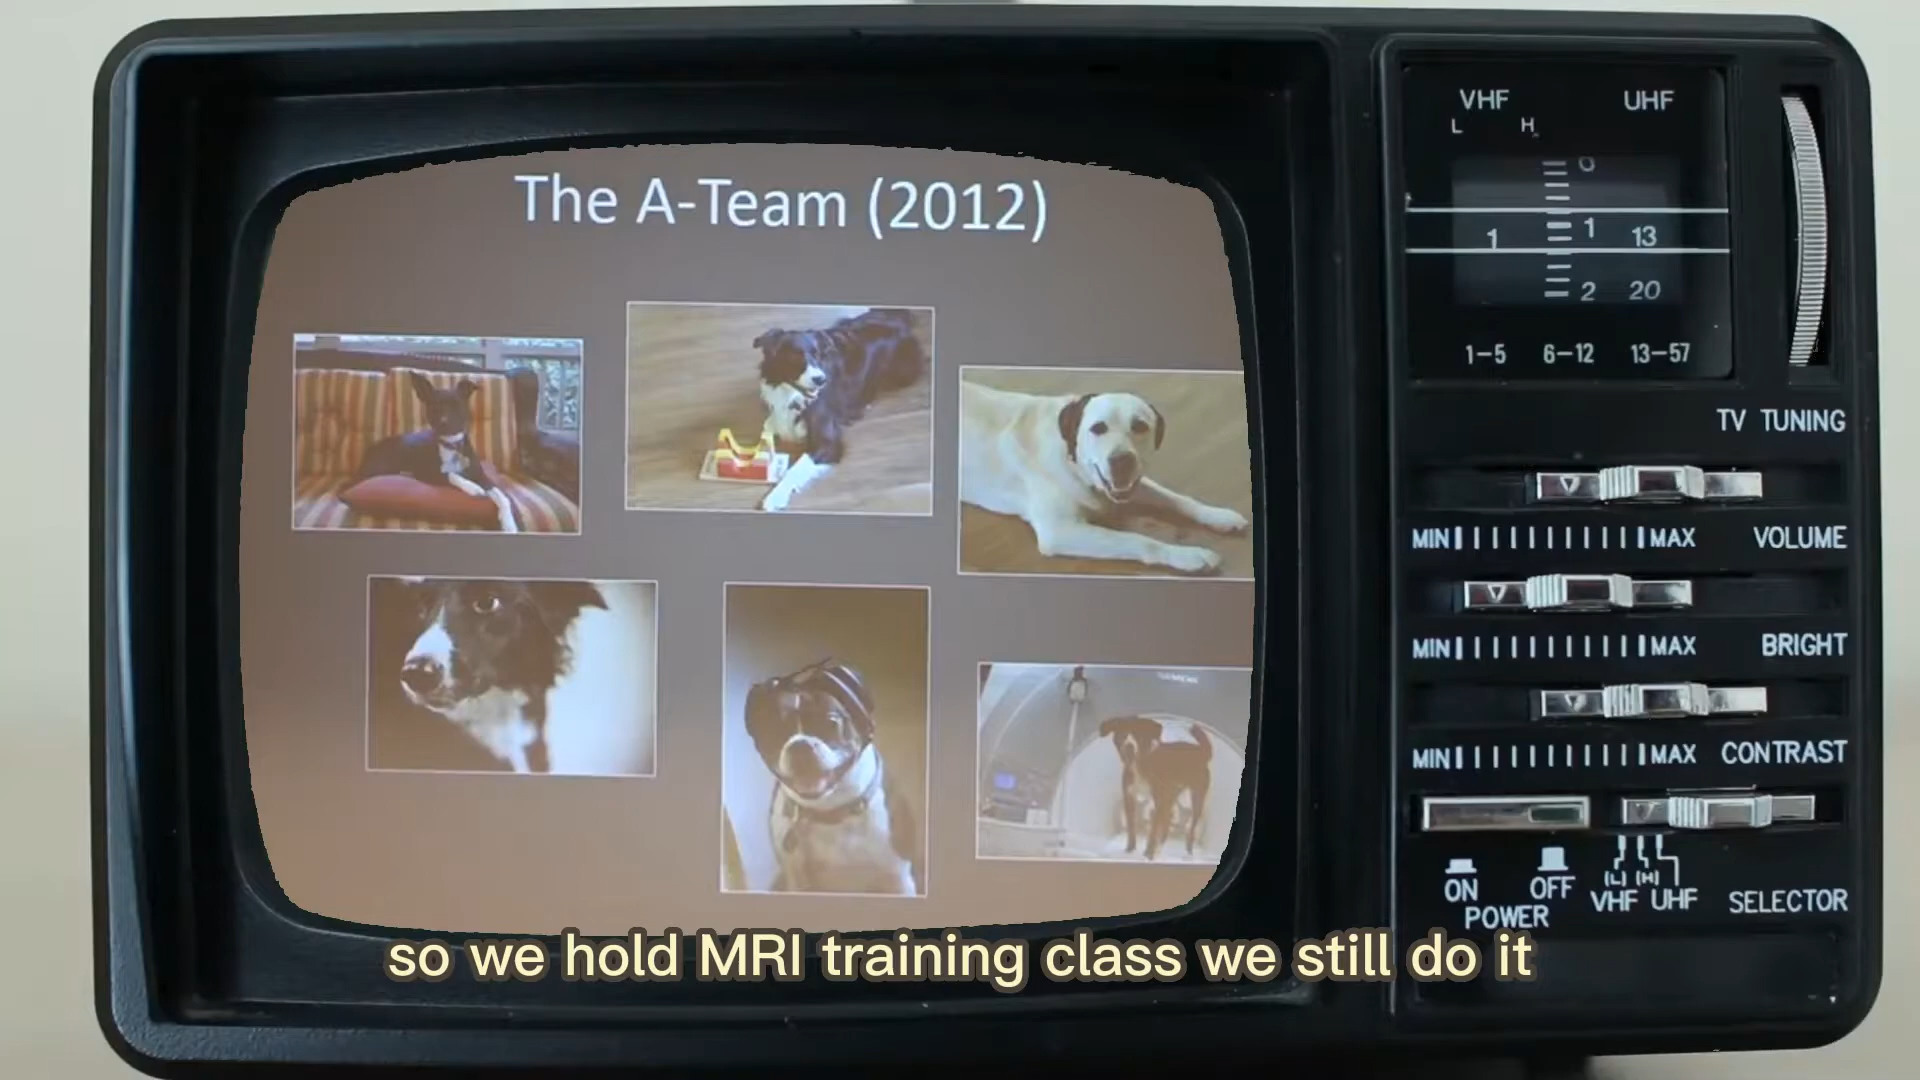 The A-Team (2012)
SIEMENS
so we hold MRI training class we still do it
VHF UHF
L H
0
1 1 13
2 20
1-5 6-12 13-57
TV TUNING
MIN MAX VOLUME
MIN MAX BRIGHT
MIN MAX CONTRAST
ON OFF
POWER
(L) (H)
VHF UHF
SELECTOR